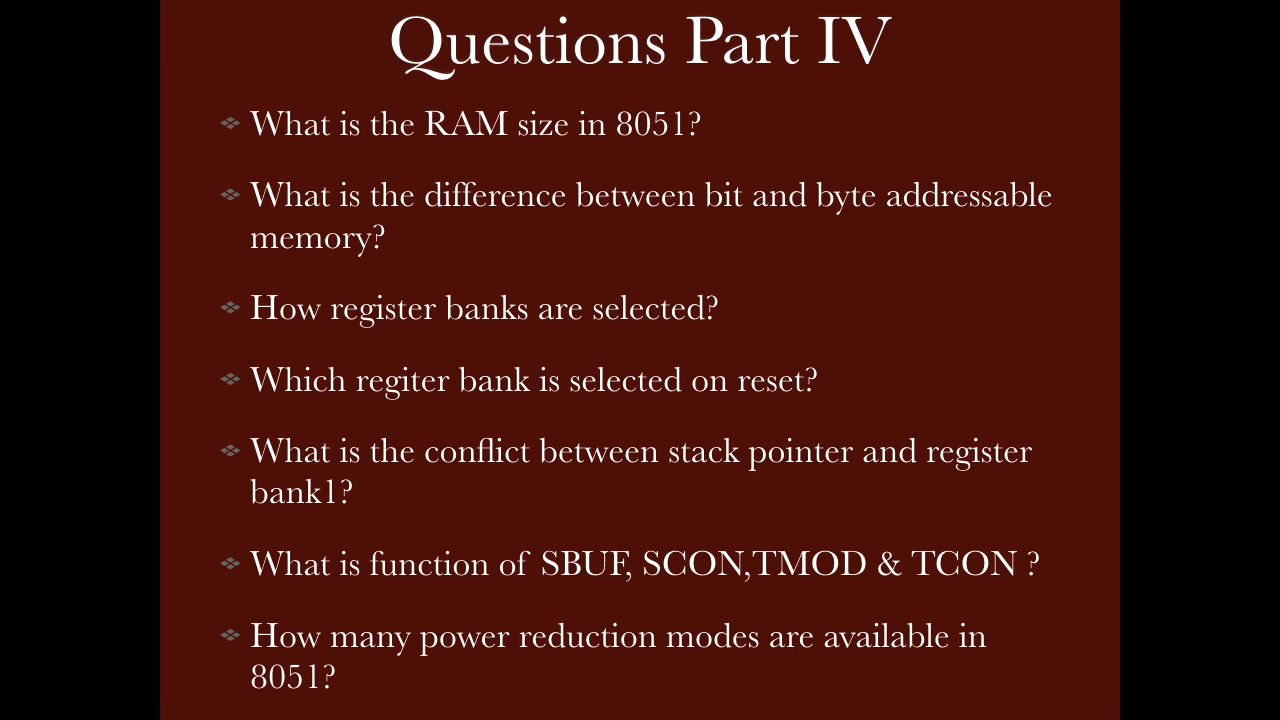 Questions Part IV
What is the RAM size in 8051?
What is the difference between bit and byte addressable
memory?
How register banks are selected?
Which regiter bank is selected on reset?
What is the conflict between stack pointer and register
bank1?
What is function of SBUF, SCON,TMOD & TCON ?
How many power reduction modes are available in
8051?